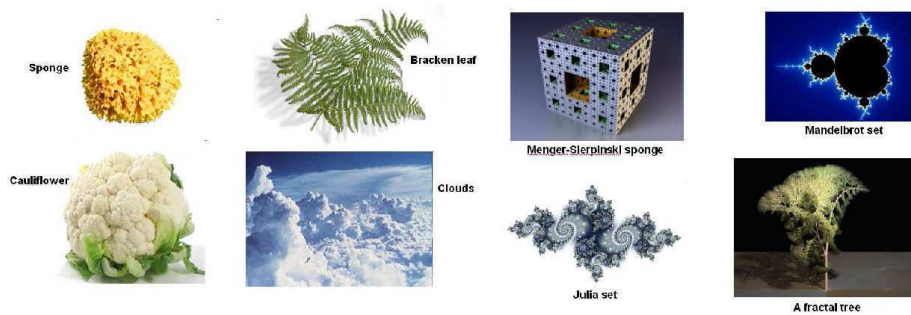 Sponge
Bracken leaf
Menger-Sierpinski sponge
Mandelbrot set
Cauliflower
Clouds
Julia set
A fractal tree